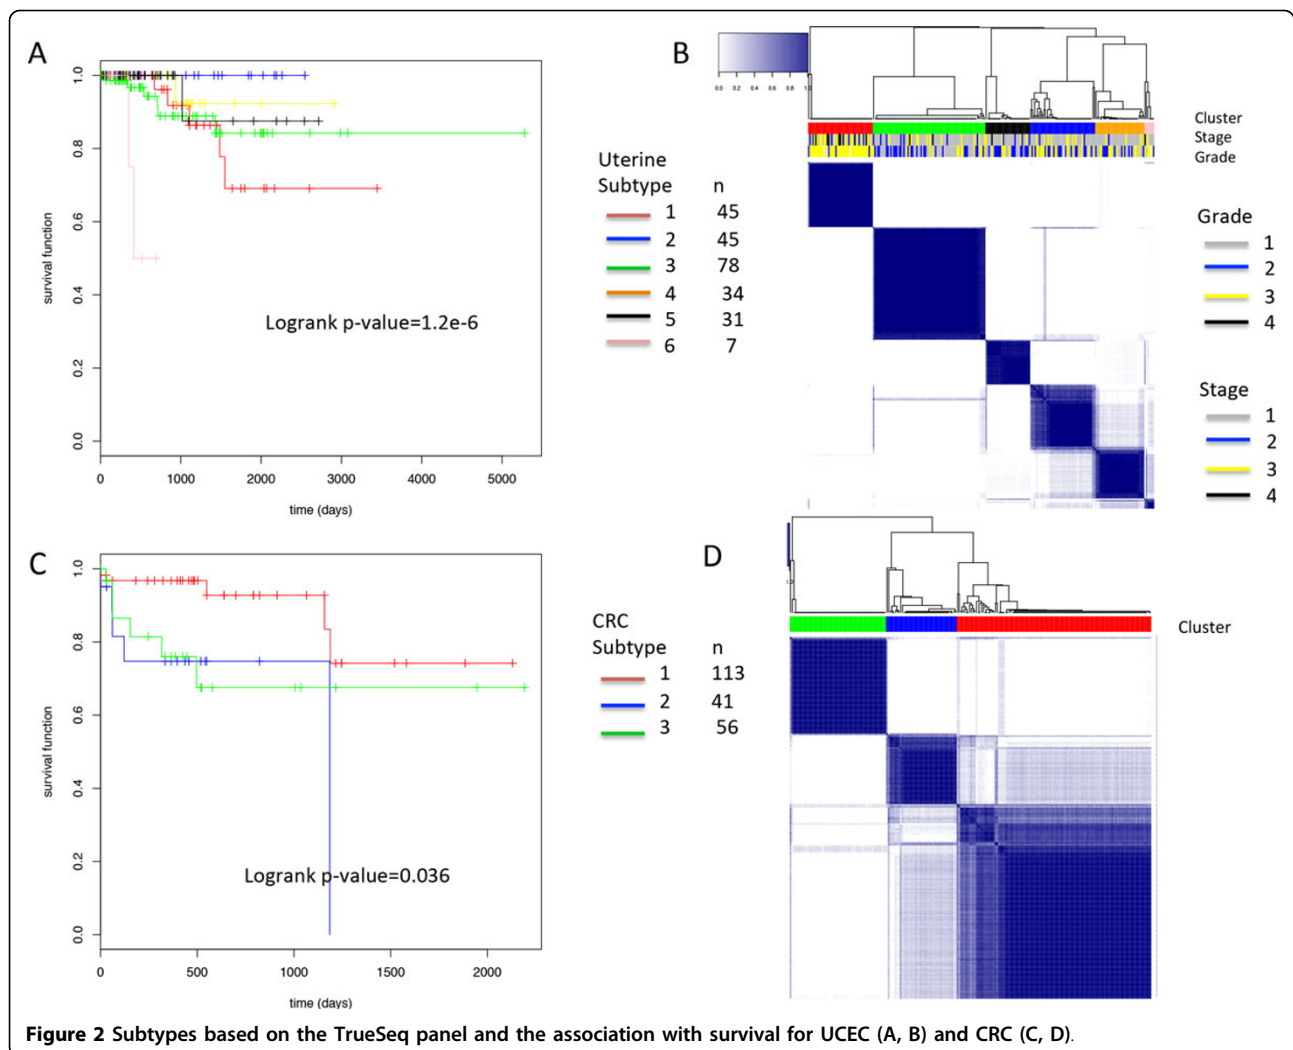 A
survival function
1.0
0.8
0.6
0.4
0.2
0.0
Logrank p-value=1.2e-6
0 1000 2000 3000 4000 5000
time (days)
Uterine
Subtype n
1 45
2 45
3 78
4 34
5 31
6 7
B
0.0 0.2 0.4 0.6 0.8
Cluster
Stage
Grade
Grade
1
2
3
4
Stage
1
2
3
4
C
survival function
1.0
0.8
0.6
0.4
0.2
0.0
Logrank p-value=0.036
0 500 1000 1500 2000
time (days)
CRC
Subtype n
1 113
2 41
3 56
D
Cluster
Figure 2 Subtypes based on the TrueSeq panel and the association with survival for UCEC (A, B) and CRC (C, D).